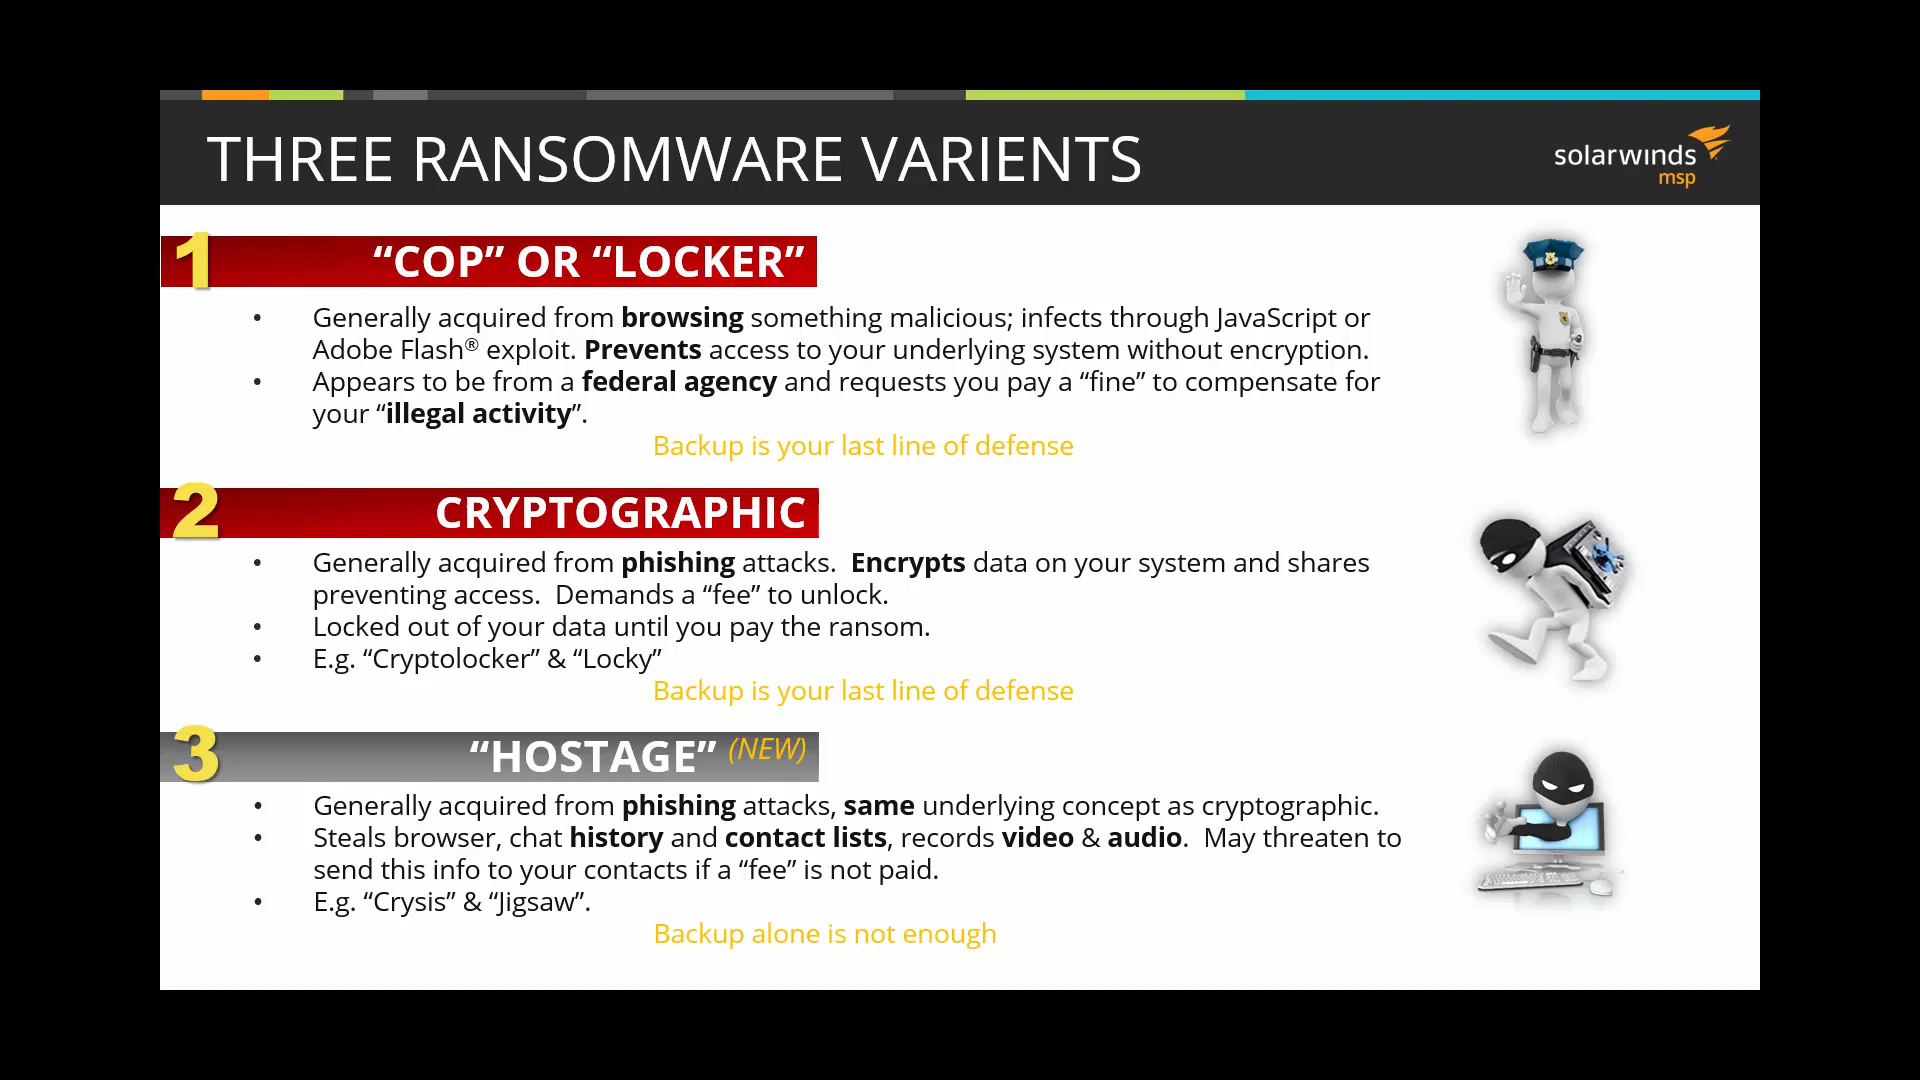 THREE RANSOMWARE VARIENTS
solarwinds
msp
1
“COP” OR “LOCKER”
• Generally acquired from browsing something malicious; infects through JavaScript or
Adobe Flash® exploit. Prevents access to your underlying system without encryption.
• Appears to be from a federal agency and requests you pay a “fine” to compensate for
your “illegal activity”.
Backup is your last line of defense
2
CRYPTOGRAPHIC
• Generally acquired from phishing attacks.  Encrypts data on your system and shares
preventing access.  Demands a “fee” to unlock.
• Locked out of your data until you pay the ransom.
• E.g. “Cryptolocker” & “Locky”
Backup is your last line of defense
3
“HOSTAGE” (NEW)
• Generally acquired from phishing attacks, same underlying concept as cryptographic.
• Steals browser, chat history and contact lists, records video & audio.  May threaten to
send this info to your contacts if a “fee” is not paid.
• E.g. “Crysis” & “Jigsaw”.
Backup alone is not enough